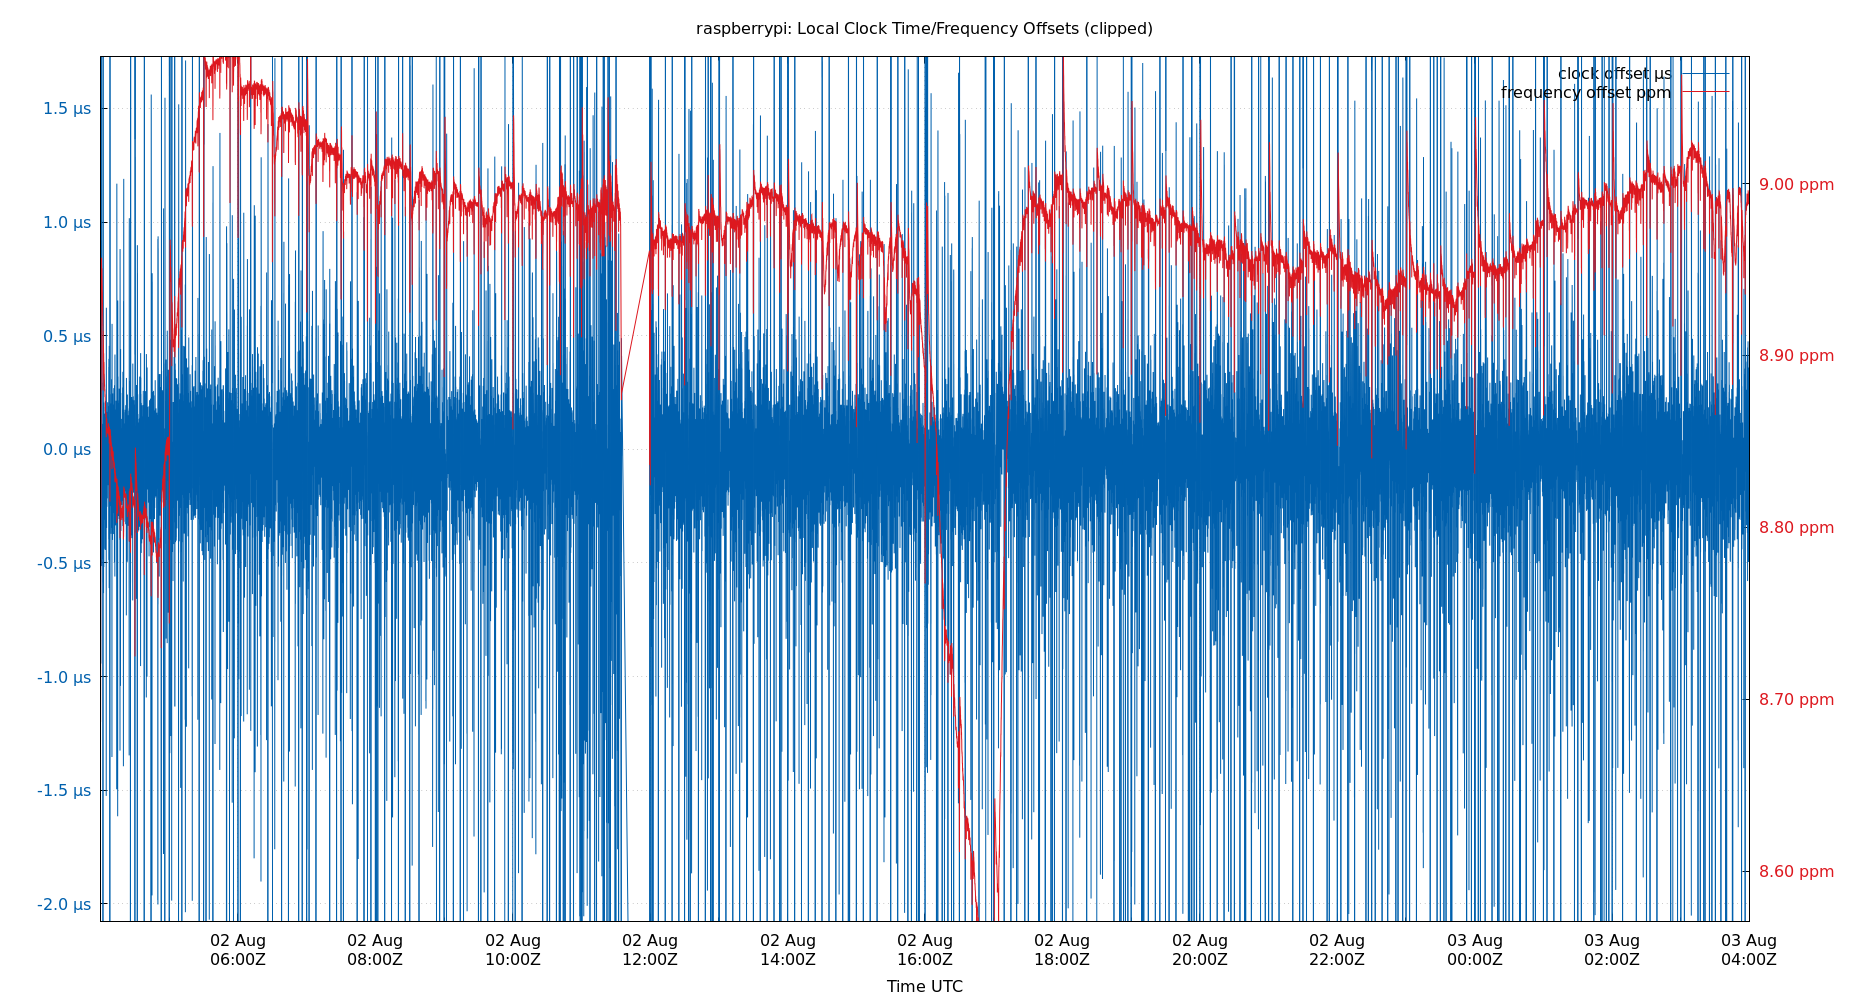 raspberrypi: Local Clock Time/Frequency Offsets (clipped)
clock offset µs
frequency offset ppm
1.5 µs
1.0 µs
0.5 µs
0.0 µs
-0.5 µs
-1.0 µs
-1.5 µs
-2.0 µs
9.00 ppm
8.90 ppm
8.80 ppm
8.70 ppm
8.60 ppm
02 Aug 02 Aug 02 Aug 02 Aug 02 Aug 02 Aug 02 Aug 02 Aug 02 Aug 03 Aug 03 Aug 03 Aug
06:00Z 08:00Z 10:00Z 12:00Z 14:00Z 16:00Z 18:00Z 20:00Z 22:00Z 00:00Z 02:00Z 04:00Z
Time UTC